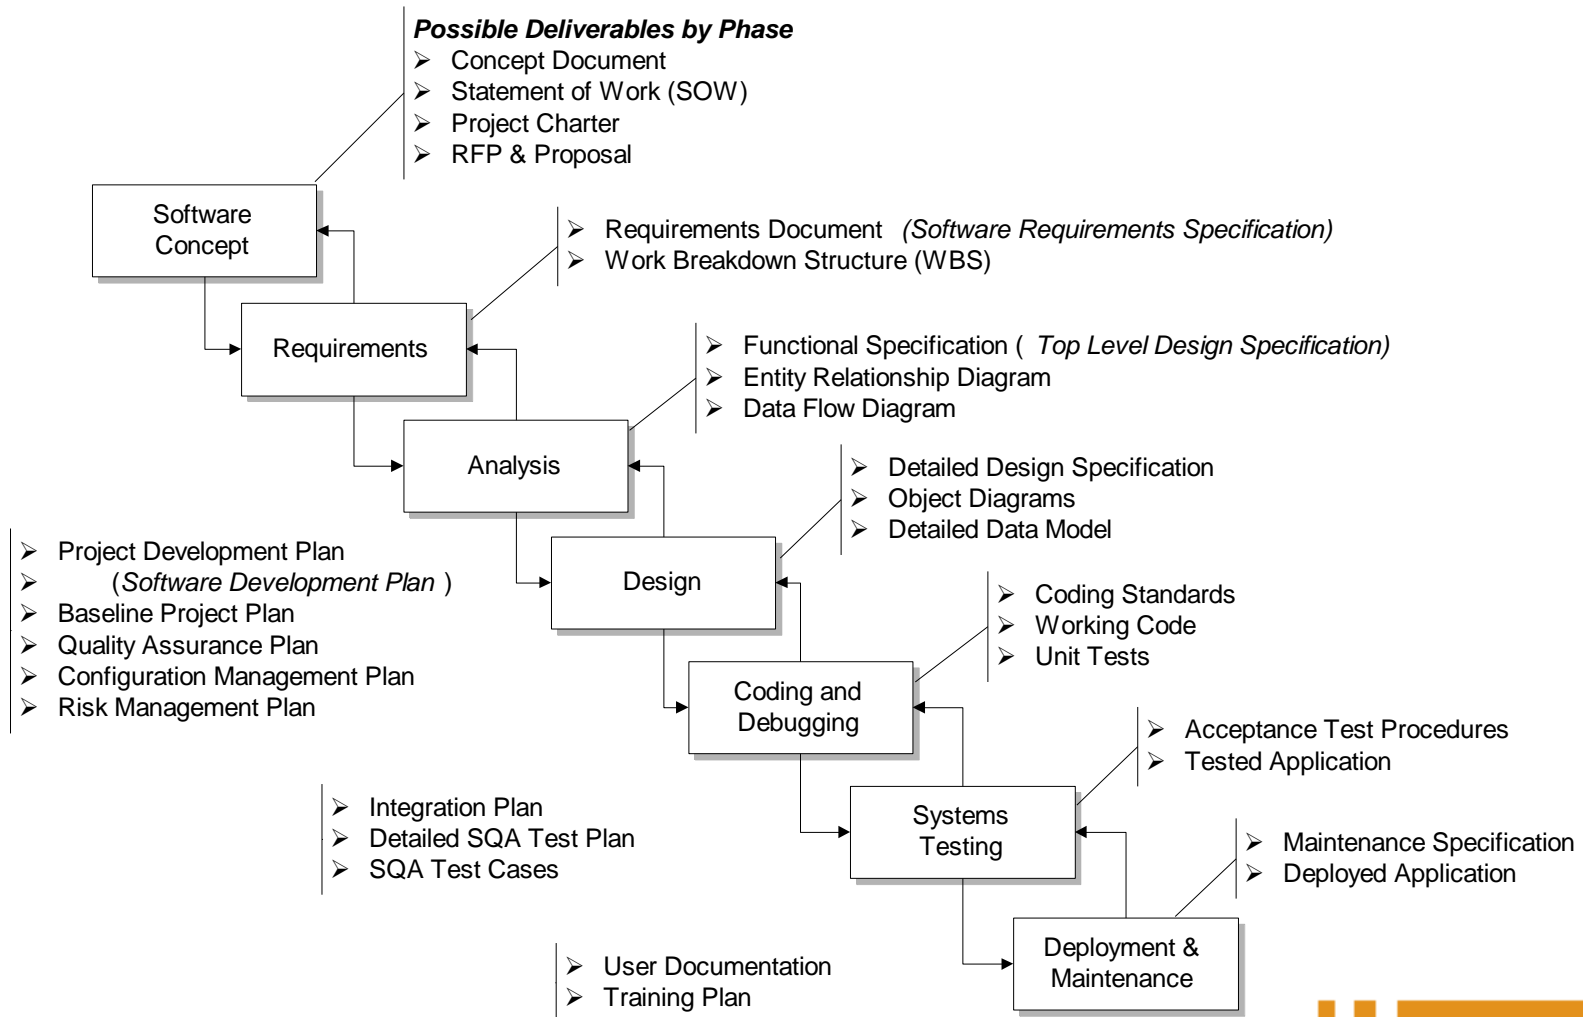 Possible Deliverables by Phase
➢ Concept Document
➢ Statement of Work (SOW)
➢ Project Charter
➢ RFP & Proposal
Software
Concept
➢ Requirements Document (Software Requirements Specification)
➢ Work Breakdown Structure (WBS)
Requirements
➢ Functional Specification ( Top Level Design Specification)
➢ Entity Relationship Diagram
➢ Data Flow Diagram
Analysis
➢ Detailed Design Specification
➢ Object Diagrams
➢ Detailed Data Model
➢ Project Development Plan
➢ (Software Development Plan )
➢ Baseline Project Plan
➢ Quality Assurance Plan
➢ Configuration Management Plan
➢ Risk Management Plan
Design
➢ Coding Standards
➢ Working Code
➢ Unit Tests
Coding and
Debugging
➢ Acceptance Test Procedures
➢ Tested Application
➢ Integration Plan
➢ Detailed SQA Test Plan
➢ SQA Test Cases
Systems
Testing
➢ Maintenance Specification
➢ Deployed Application
Deployment &
Maintenance
➢ User Documentation
➢ Training Plan